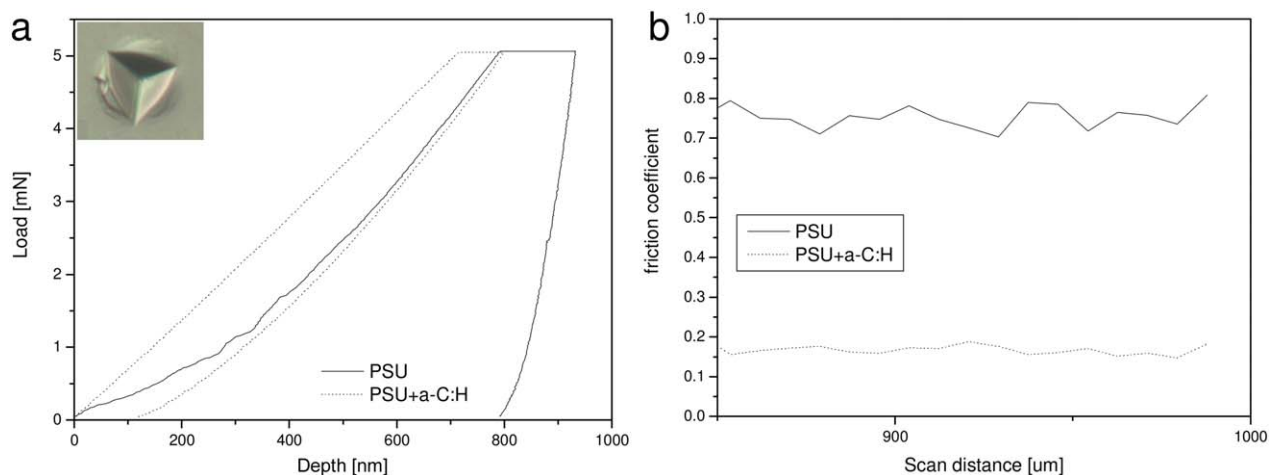 a
5
4
3
2
1
0
Load [mN]
0
200
400
600
800
1000
Depth [nm]
PSU
PSU+a-C:H
b
1.0
0.9
0.8
0.7
0.6
0.5
0.4
0.3
0.2
0.1
0.0
friction coefficient
900
1000
Scan distance [um]
PSU
PSU+a-C:H